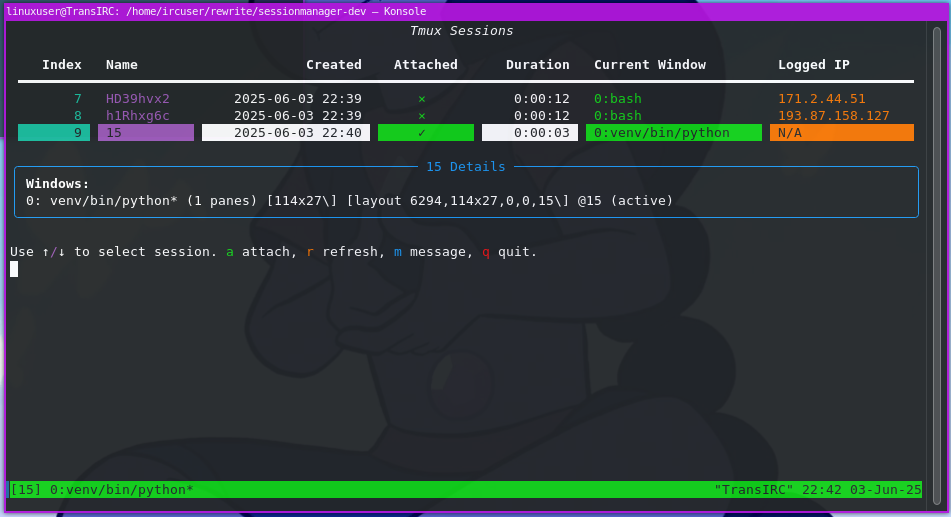 linuxuser@TransIRC: /home/ircuser/rewrite/sessionmanager-dev — Konsole
Tmux Sessions
Index Name Created Attached Duration Current Window Logged IP
7 HD39hvx2 2025-06-03 22:39 × 0:00:12 0:bash 171.2.44.51
8 h1Rhxg6c 2025-06-03 22:39 × 0:00:12 0:bash 193.87.158.127
9 15 2025-06-03 22:40 ✓ 0:00:03 0:venv/bin/python N/A
15 Details
Windows:
0: venv/bin/python* (1 panes) [114x27\] [layout 6294,114x27,0,0,15\] @15 (active)
Use ↑/↓ to select session. a attach, r refresh, m message, q quit.
[15] 0:venv/bin/python* "TransIRC" 22:42 03-Jun-25